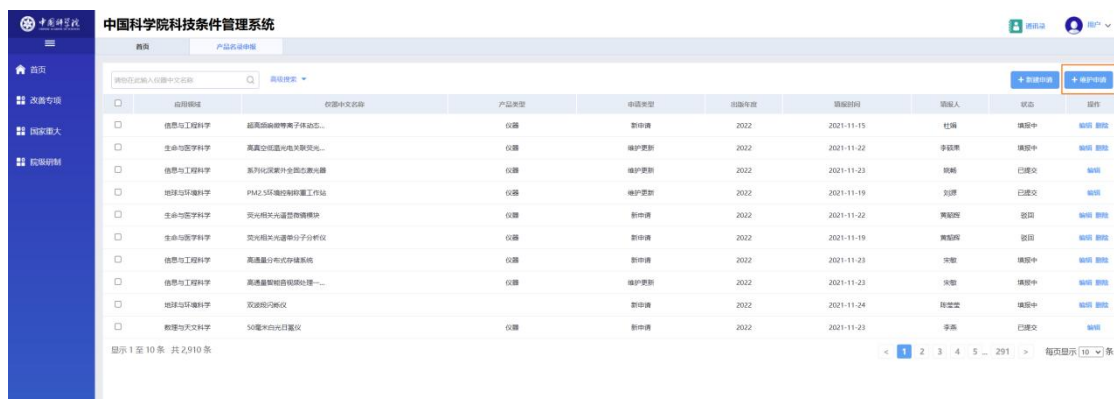 中国科学院 中国科学院科技条件管理系统 通讯录 用户
首页 产品名录申报
首页
改善专项
国家重大
院级研制
请您在此输入仪器中文名称 高级搜索 +新建申请 +维护申请
应用领域 仪器中文名称 产品类型 申请类型 出版年度 填报时间 填报人 状态 操作
信息与工程科学 超高频偏微等离子体动态... 仪器 新申请 2022 2021-11-15 杜娟 填报中 编辑 删除
生命与医学科学 高真空低温光电关联荧光... 仪器 维护更新 2022 2021-11-22 填报中 编辑 删除
信息与工程科学 系列化深紫外全固态激光器 仪器 维护更新 2022 2021-11-23 已提交 编辑
地球与环境科学 PM2.5环境控制称重工作站 仪器 维护更新 2022 2021-11-19 刘源 已提交 编辑
生命与医学科学 荧光相关光谱显微镜模块 仪器 新申请 2022 2021-11-22 黄韶辉 驳回 编辑 删除
生命与医学科学 荧光相关光谱单分子分析仪 仪器 新申请 2022 2021-11-19 黄韶辉 驳回 编辑 删除
信息与工程科学 高通量分布式存储系统 仪器 新申请 2022 2021-11-23 宋敏 填报中 编辑 删除
信息与工程科学 高通量智能音视频处理一... 仪器 维护更新 2022 2021-11-23 宋敏 填报中 编辑 删除
地球与环境科学 双波段闪烁仪 新申请 2022 2021-11-24 陈莹莹 填报中 编辑 删除
数理与天文科学 50毫米白光日冕仪 仪器 新申请 2022 2021-11-23 李燕 已提交 编辑
显示 1 至 10 条 共 2,910 条 < 1 2 3 4 5 ... 291 > 每页显示 10 条